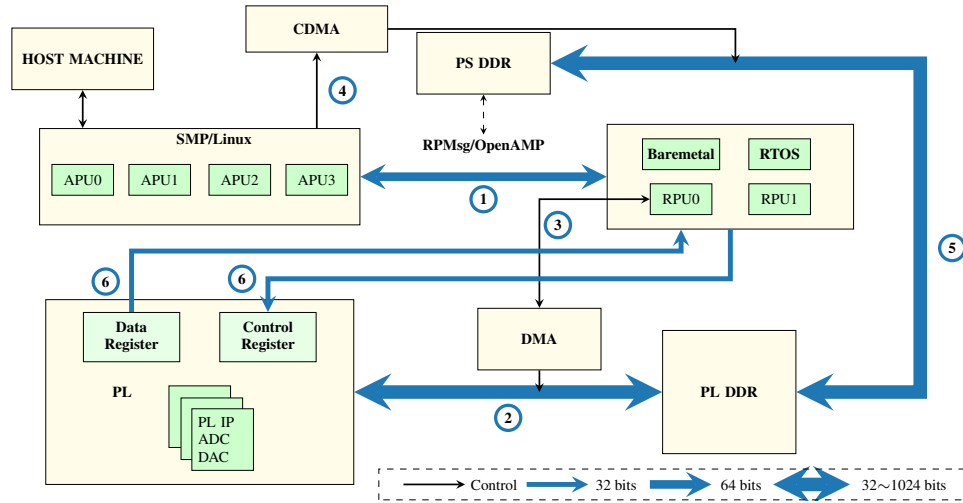 CDMA
HOST MACHINE
PS DDR
4
SMP/Linux
RPMsg/OpenAMP
Baremetal
RTOS
APU0
APU1
APU2
APU3
1
RPU0
RPU1
3
5
6
6
Data
Register
Control
Register
DMA
PL
PL DDR
2
PL IP
ADC
DAC
Control
32 bits
64 bits
32∼1024 bits